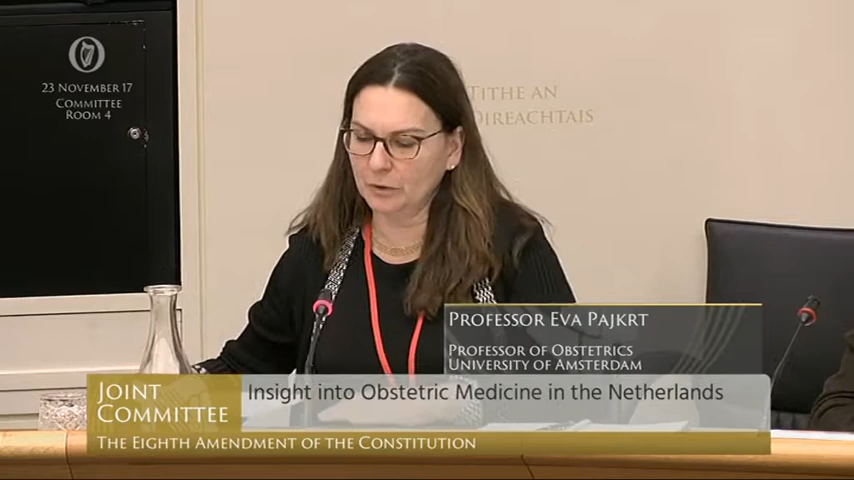 23 November 17
Committee
Room 4
Tithe an
Oireachtais
Professor Eva Pajkrt
Professor of Obstetrics
University of Amsterdam
Joint
Committee
Insight into Obstetric Medicine in the Netherlands
The Eighth Amendment of the Constitution